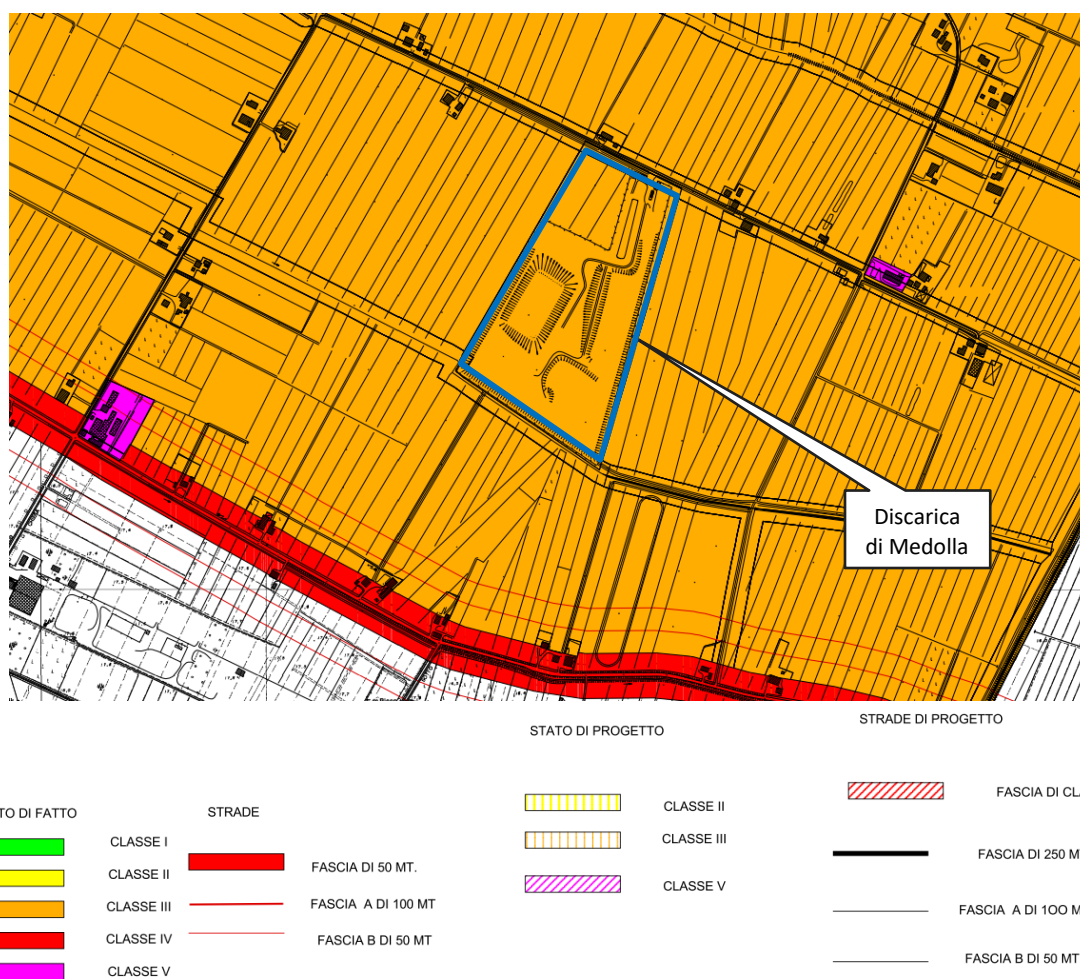 Discarica
di Medolla
STATO DI PROGETTO
STRADE DI PROGETTO
TO DI FATTO
STRADE
CLASSE I
CLASSE II
CLASSE III
CLASSE IV
CLASSE V
FASCIA DI 50 MT.
FASCIA A DI 100 MT
FASCIA B DI 50 MT
CLASSE II
CLASSE III
CLASSE V
FASCIA DI CLA
FASCIA DI 250 M
FASCIA A DI 1OO M
FASCIA B DI 50 MT